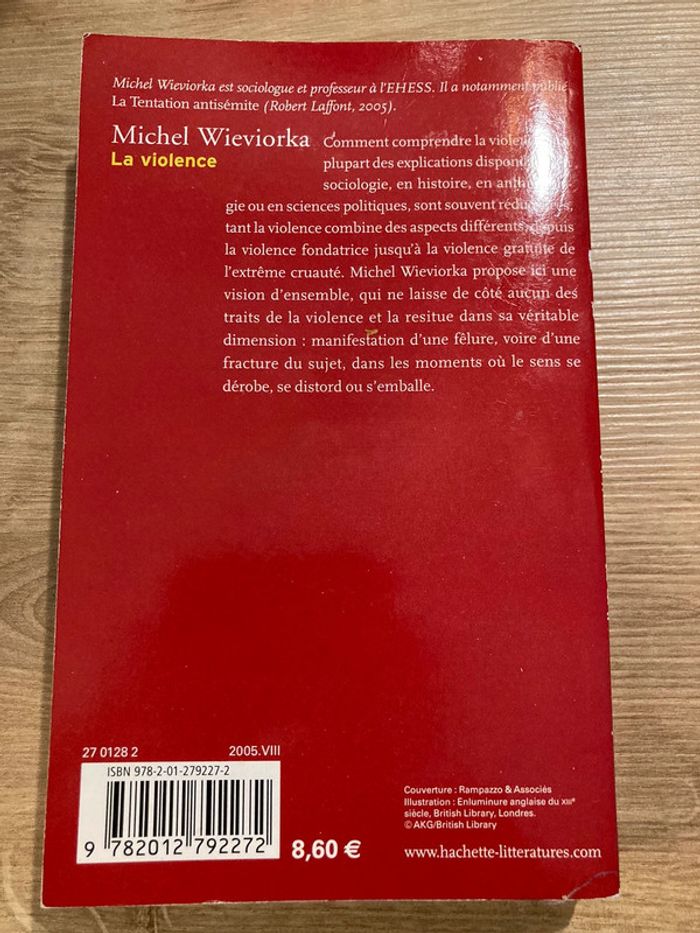 Michel Wieviorka est sociologue et professeur à l'EHESS. Il a notamment publié
La Tentation antisémite (Robert Laffont, 2005).
Michel Wieviorka
La violence
Comment comprendre la
plupart des explications
sociologie, en histoire, en
gie ou en sciences politiques, sont souvent
tant la violence combine des aspects différents, depuis
la violence fondatrice jusqu'à la violence gratuite de
l'extrême cruauté. Michel Wieviorka propose ici une
vision d'ensemble, qui ne laisse de côté aucun des
traits de la violence et la resitue dans sa véritable
dimension : manifestation d'une fêlure, voire d'une
fracture du sujet, dans les moments où le sens se
dérobe, se distord ou s'emballe.
27 0128 2
2005.VIII
ISBN 978-2-01-279227-2
9 782012 792272
8,60 €
Couverture : Rampazzo & Associés
Illustration : Enluminure anglaise du XIIIe
siècle, British Library, Londres.
© AKG/British Library
www.hachette-litteratures.com